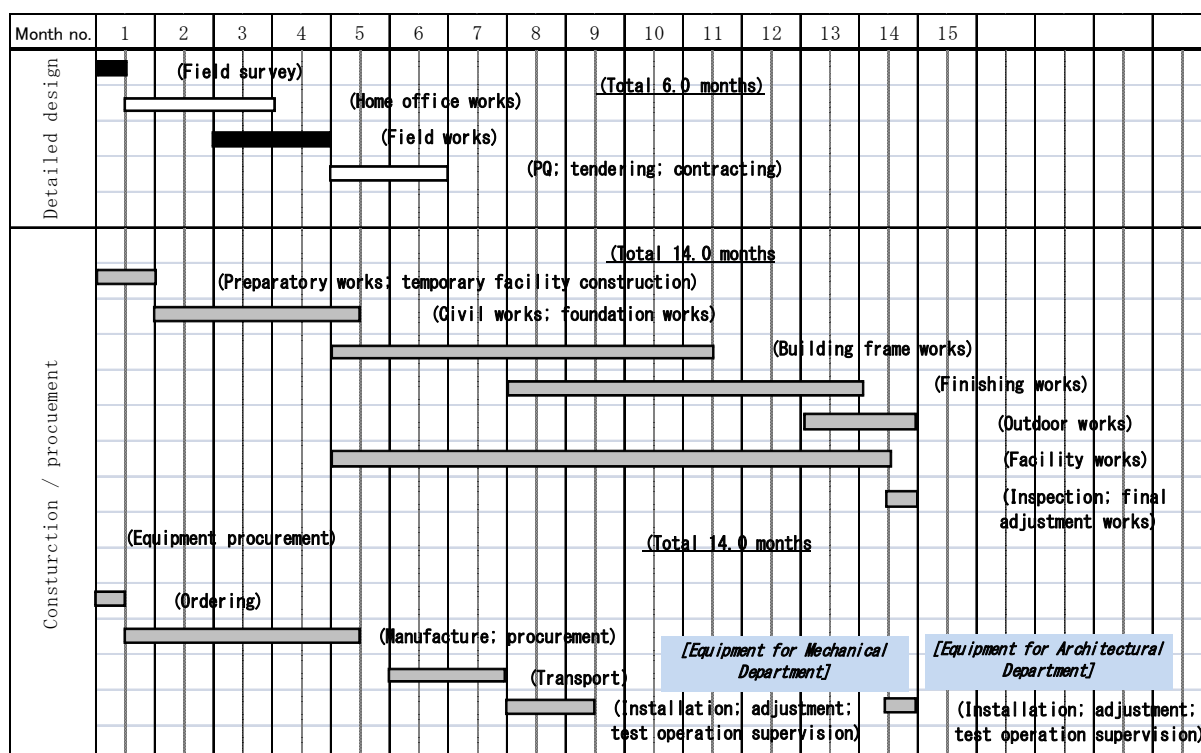 Month no. 1 2 3 4 5 6 7 8 9 10 11 12 13 14 15
Detailed design
(Field survey)
(Total 6.0 months)
(Home office works)
(Field works)
(PQ; tendering; contracting)
Consturction / procuement
(Total 14.0 months
(Preparatory works; temporary facility construction)
(Civil works; foundation works)
(Building frame works)
(Finishing works)
(Outdoor works)
(Facility works)
(Inspection; final
adjustment works)
(Equipment procurement)
(Total 14.0 months
(Ordering)
(Manufacture; procurement)
[Equipment for Mechanical
Department]
[Equipment for Architectural
Department]
(Transport)
(Installation; adjustment;
test operation supervision)
(Installation; adjustment;
test operation supervision)